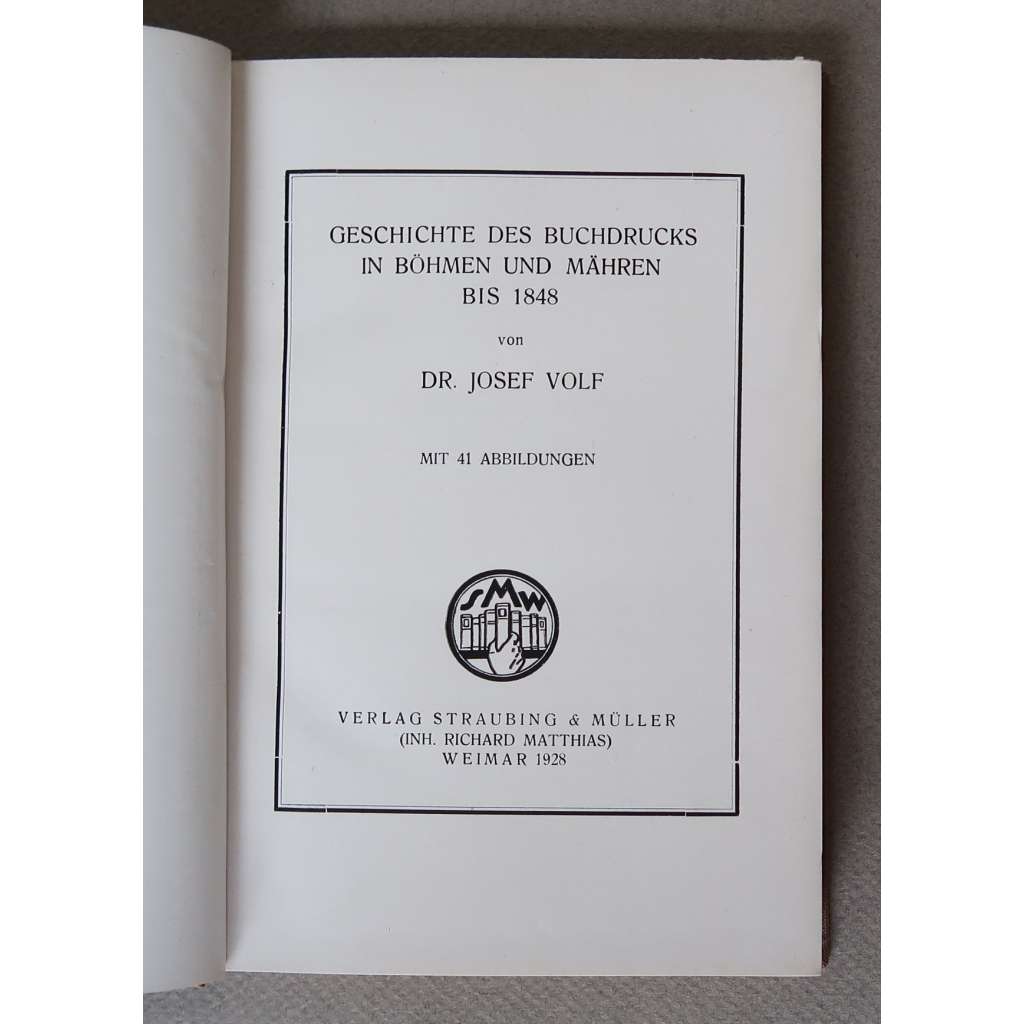 GESCHICHTE DES BUCHDRUCKS
IN BÖHMEN UND MÄHREN
BIS 1848
von
DR. JOSEF VOLF
MIT 41 ABBILDUNGEN
SMW
VERLAG STRAUBING & MÜLLER
(INH. RICHARD MATTHIAS)
WEIMAR 1928